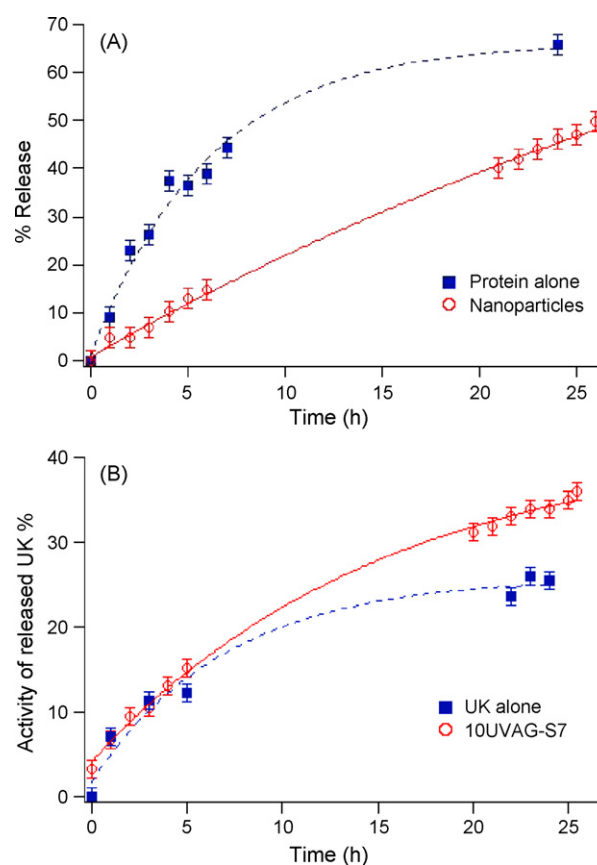 (A)
% Release
70
60
50
40
30
20
10
0
Protein alone
Nanoparticles
0 5 10 15 20 25
Time (h)
(B)
Activity of released UK %
40
30
20
10
0
UK alone
10UVAG-S7
0 5 10 15 20 25
Time (h)